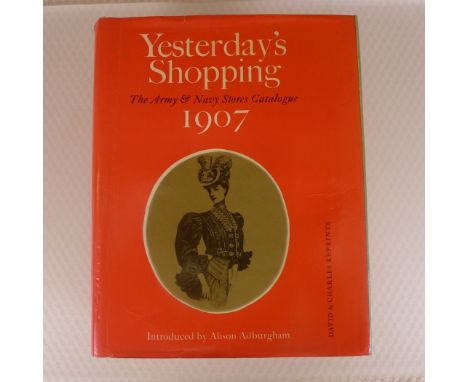 Yesterday's
Shopping
The Army & Navy Stores Catalogue
1907
DAVID & CHARLES REPRINTS
Introduced by Alison Adburgham